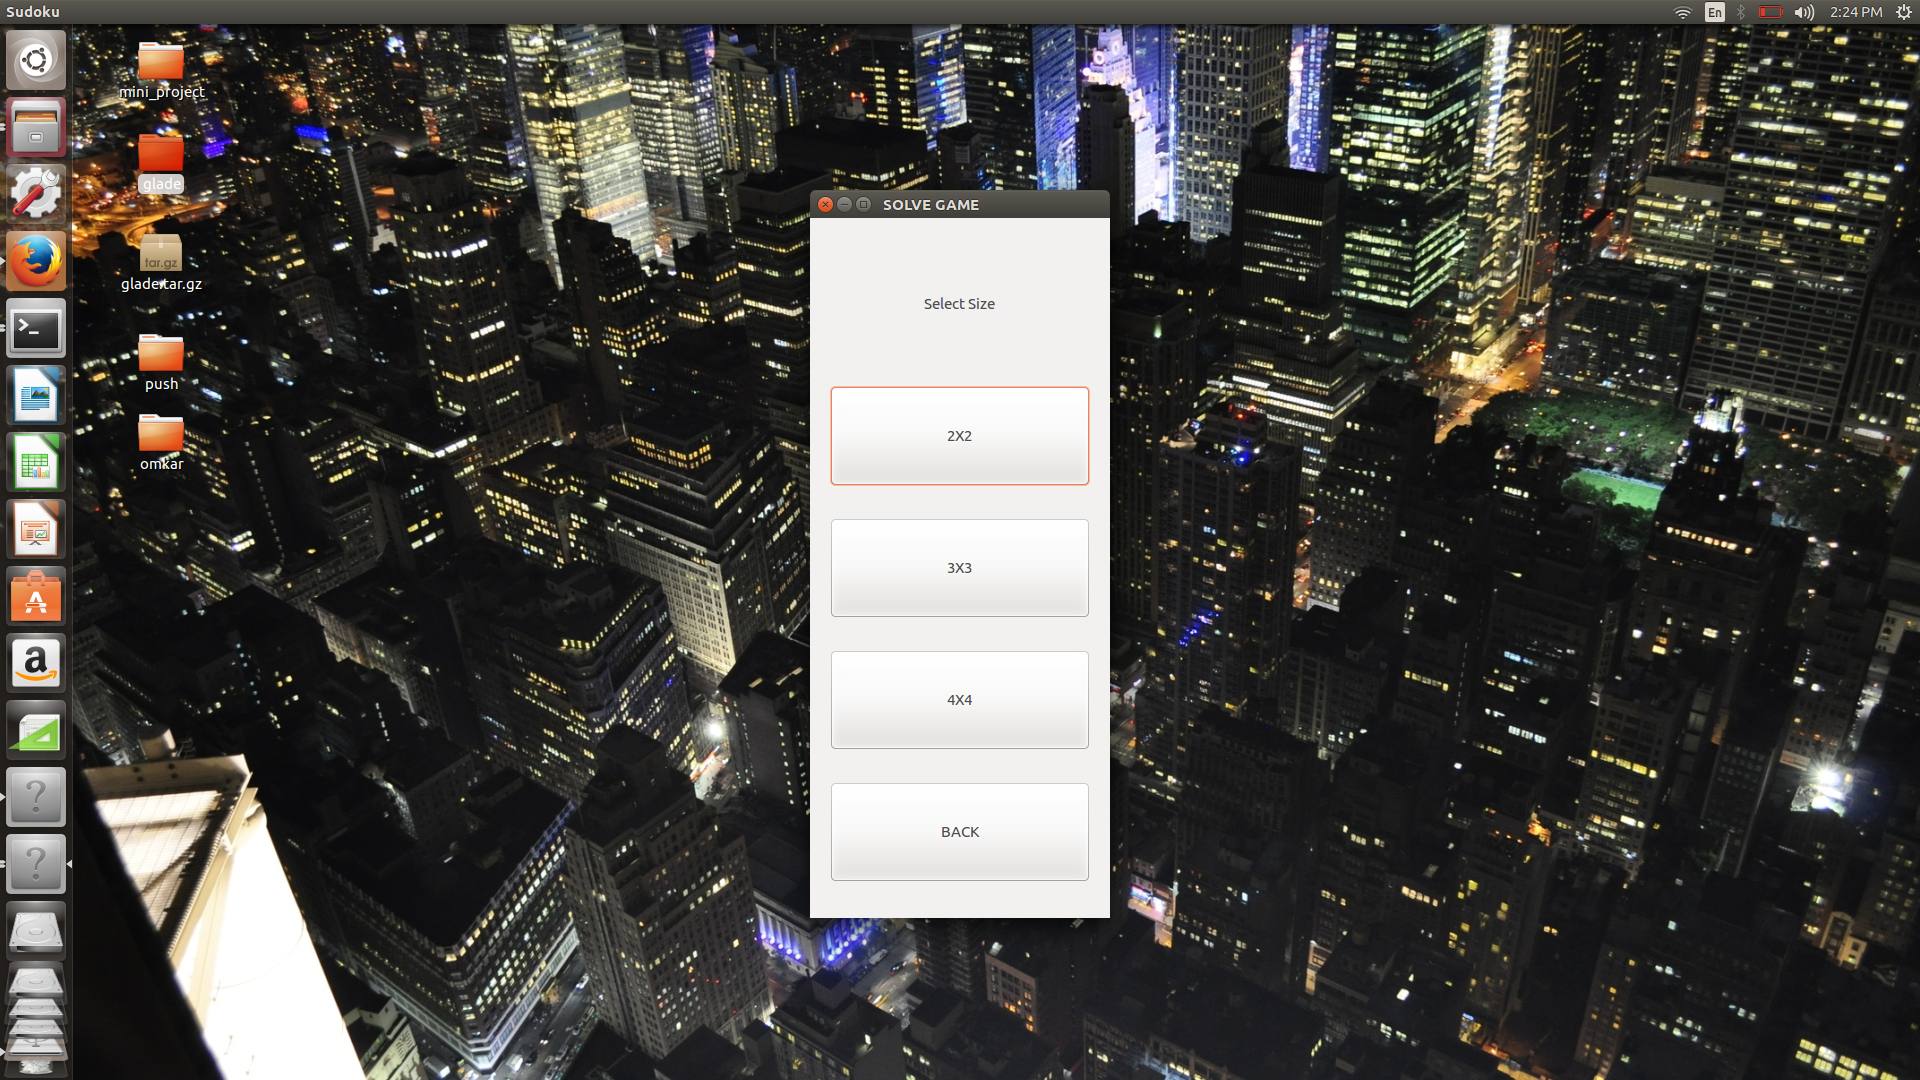 Sudoku
En
2:24 PM
mini_project
glade
tar.gz
glade.tar.gz
push
omkar
>_
A
a
?
?
SOLVE GAME
Select Size
2X2
3X3
4X4
BACK